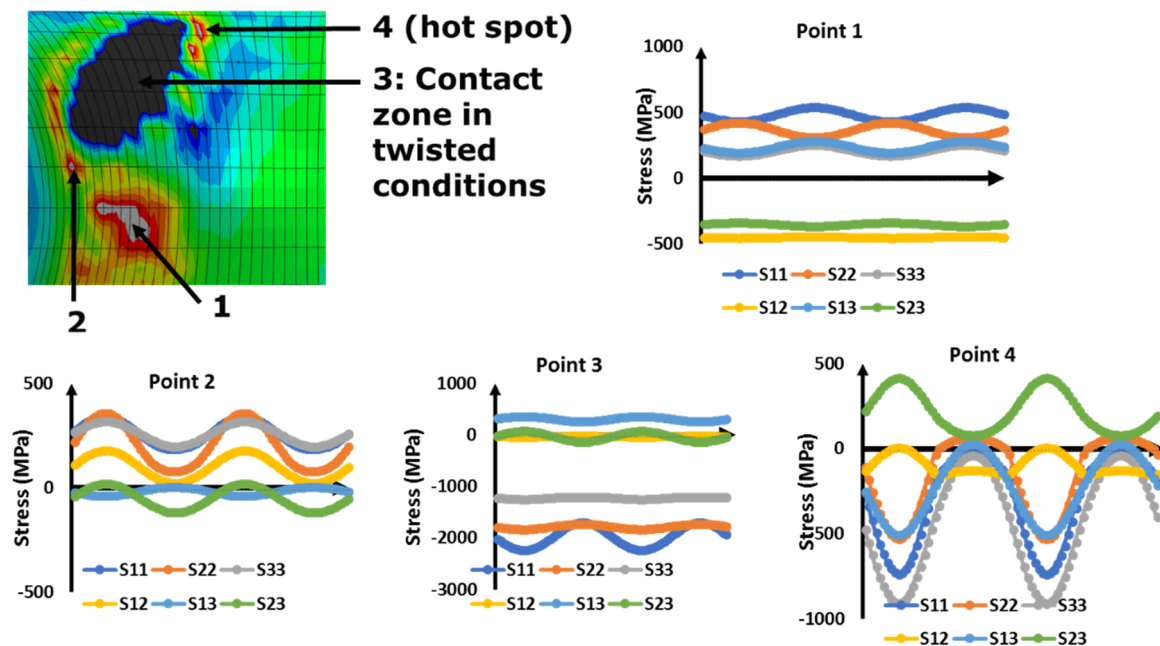 4 (hot spot)
3: Contact
zone in
twisted
conditions
2
1
Point 1
Stress (MPa)
1000
500
0
-500
S11 S22 S33
S12 S13 S23
Point 2
Stress (MPa)
500
0
-500
S11 S22 S33
S12 S13 S23
Point 3
Stress (MPa)
1000
0
-1000
-2000
-3000
S11 S22 S33
S12 S13 S23
Point 4
Stress (MPa)
500
0
-500
-1000
S11 S22 S33
S12 S13 S23